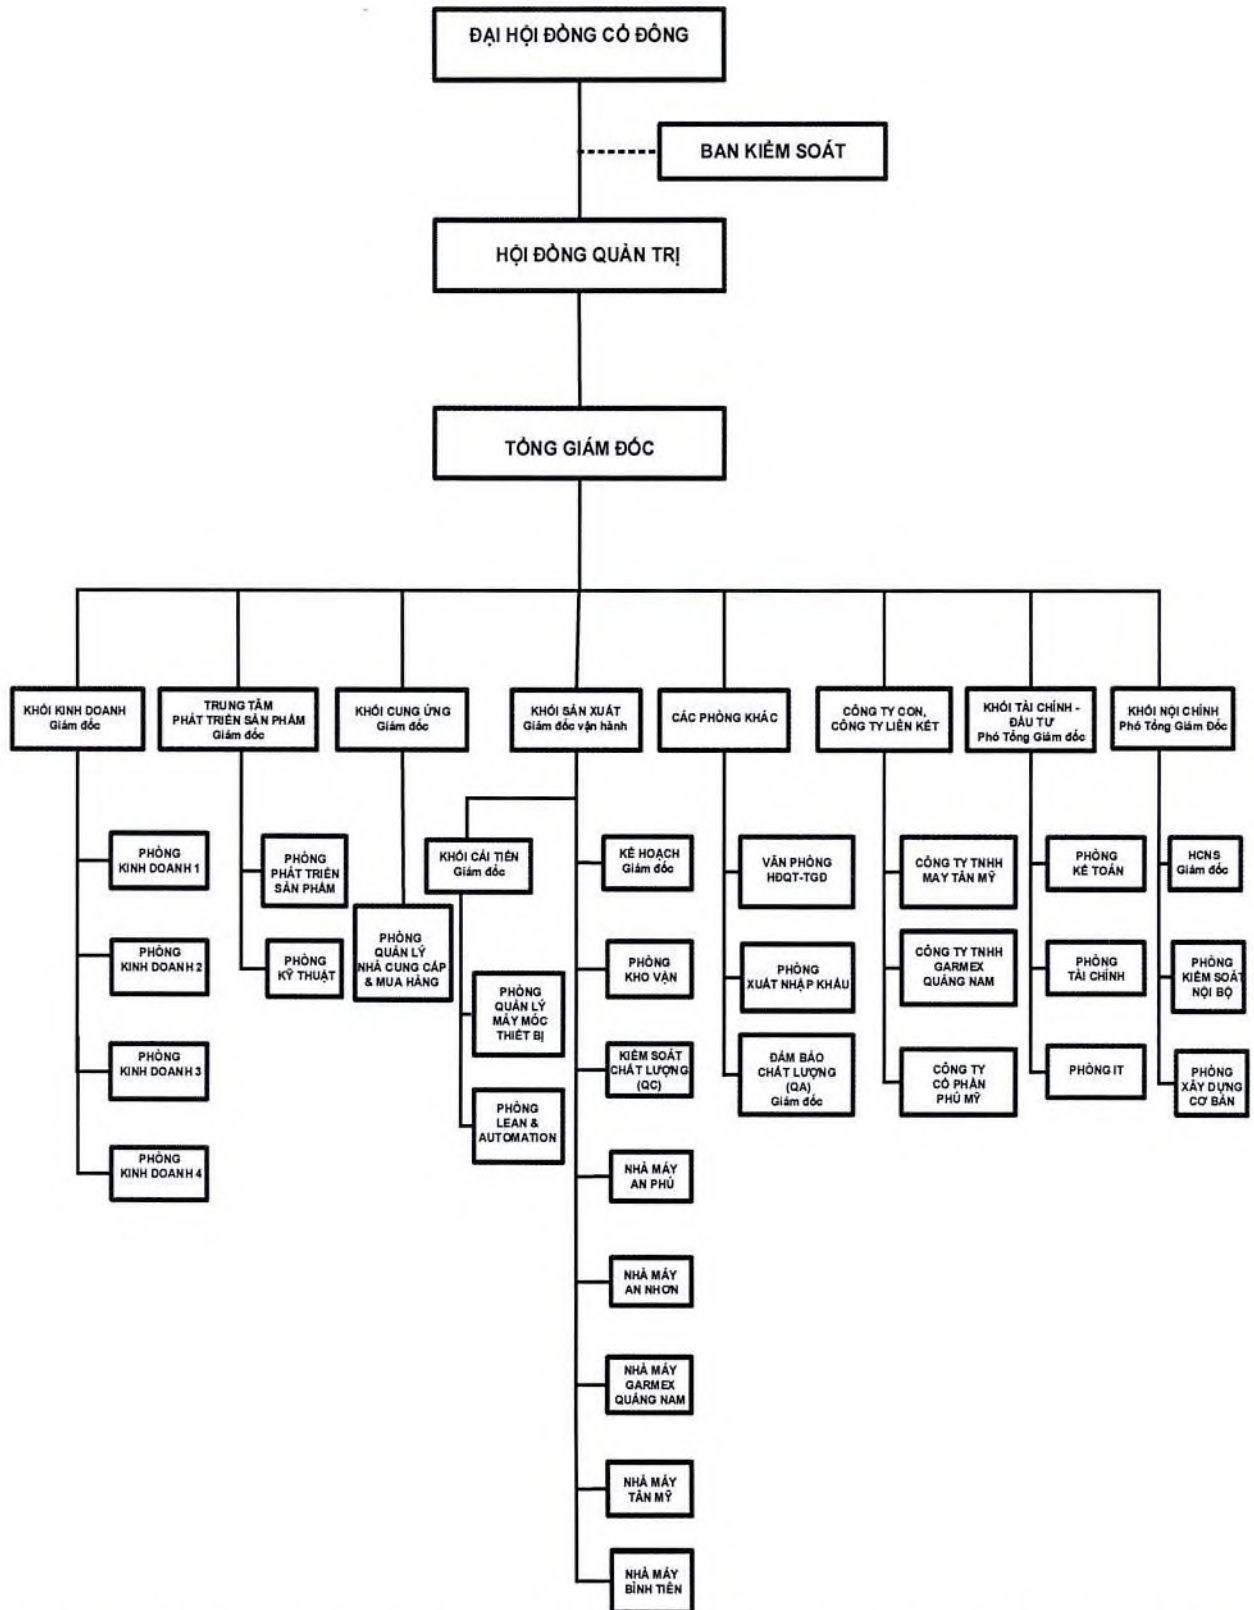 ĐẠI HỘI ĐỒNG CỔ ĐÔNG
BAN KIỂM SOÁT
HỘI ĐỒNG QUẢN TRỊ
TỔNG GIÁM ĐỐC
KHỐI KINH DOANH
Giám đốc
TRUNG TÂM
PHÁT TRIỂN SẢN PHẨM
Giám đốc
KHỐI CUNG ỨNG
Giám đốc
KHỐI SẢN XUẤT
Giám đốc vận hành
CÁC PHÒNG KHÁC
CÔNG TY CON,
CÔNG TY LIÊN KẾT
KHỐI TÀI CHÍNH -
ĐẦU TƯ
Phó Tổng Giám đốc
KHỐI NỘI CHÍNH
Phó Tổng Giám Đốc
PHÒNG
KINH DOANH 1
PHÒNG
KINH DOANH 2
PHÒNG
KINH DOANH 3
PHÒNG
KINH DOANH 4
PHÒNG
PHÁT TRIỂN
SẢN PHẨM
PHÒNG
KỸ THUẬT
PHÒNG
QUẢN LÝ
NHÀ CUNG CẤP
& MUA HÀNG
KHỐI CẢI TIẾN
Giám đốc
PHÒNG
QUẢN LÝ
MÁY MÓC
THIẾT BỊ
PHÒNG
LEAN &
AUTOMATION
KẾ HOẠCH
Giám đốc
PHÒNG
KHO VẬN
KIỂM SOÁT
CHẤT LƯỢNG
(QC)
NHÀ MÁY
AN PHÚ
NHÀ MÁY
AN NHƠN
NHÀ MÁY
GARMEX
QUẢNG NAM
NHÀ MÁY
TÂN MỸ
NHÀ MÁY
BÌNH TIÊN
VĂN PHÒNG
HĐQT-TGĐ
PHÒNG
XUẤT NHẬP KHẨU
ĐẢM BẢO
CHẤT LƯỢNG
(QA)
Giám đốc
CÔNG TY TNHH
MAY TÂN MỸ
CÔNG TY TNHH
GARMEX
QUẢNG NAM
CÔNG TY
CỔ PHẦN
PHÚ MỸ
PHÒNG
KẾ TOÁN
PHÒNG
TÀI CHÍNH
PHÒNG IT
HCNS
Giám đốc
PHÒNG
KIỂM SOÁT
NỘI BỘ
PHÒNG
XÂY DỰNG
CƠ BẢN